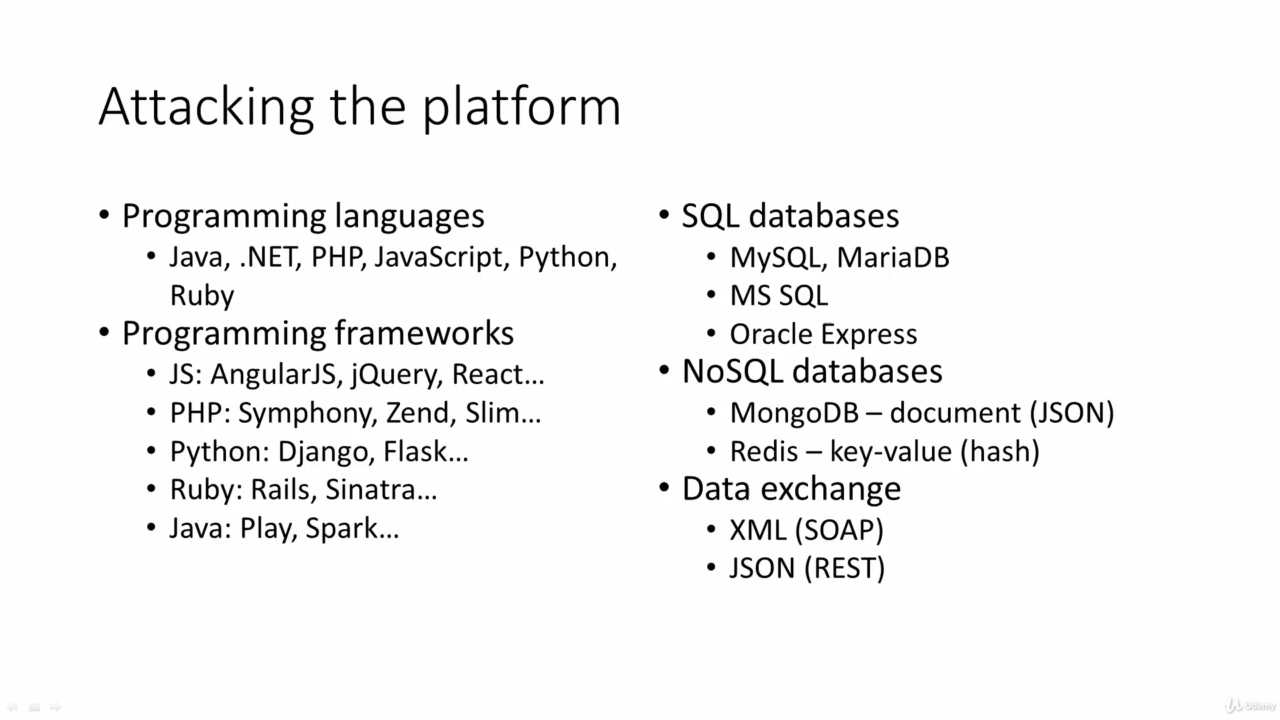 Attacking the platform
• Programming languages
• Java, .NET, PHP, JavaScript, Python,
Ruby
• Programming frameworks
• JS: AngularJS, jQuery, React...
• PHP: Symphony, Zend, Slim...
• Python: Django, Flask...
• Ruby: Rails, Sinatra...
• Java: Play, Spark...
• SQL databases
• MySQL, MariaDB
• MS SQL
• Oracle Express
• NoSQL databases
• MongoDB – document (JSON)
• Redis – key-value (hash)
• Data exchange
• XML (SOAP)
• JSON (REST)
Udemy